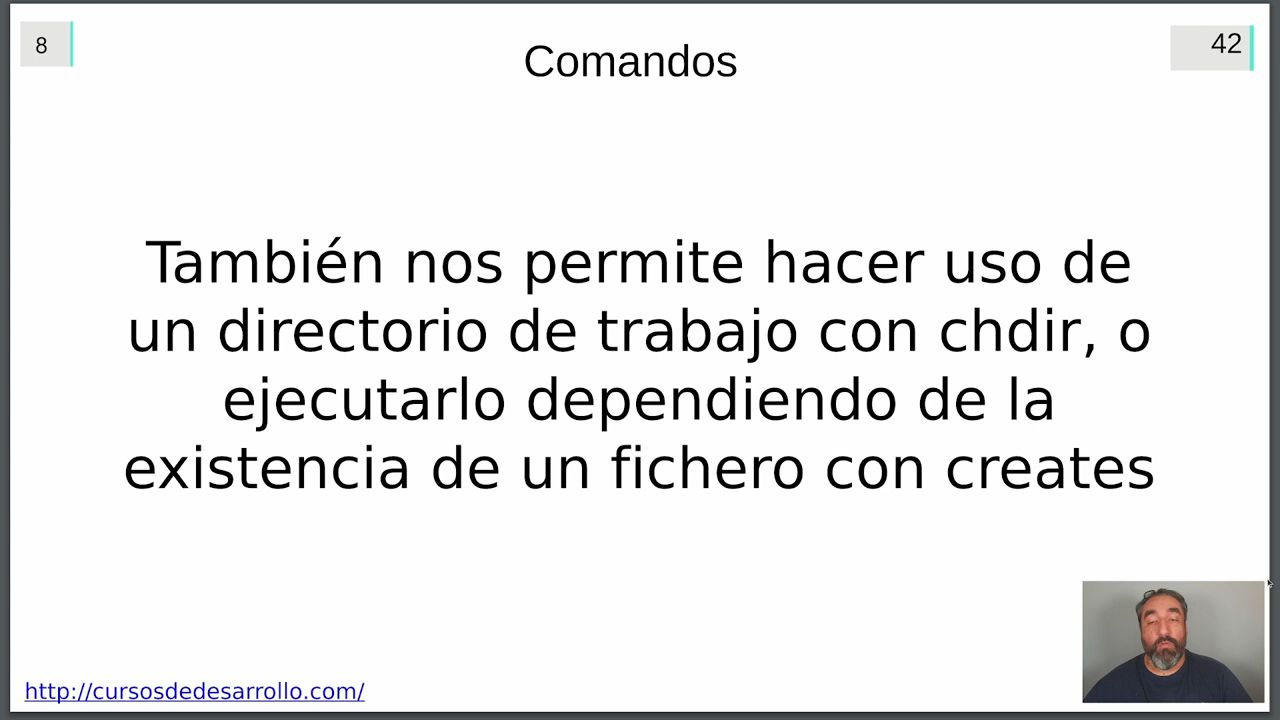 8
Comandos
42
También nos permite hacer uso de
un directorio de trabajo con chdir, o
ejecutarlo dependiendo de la
existencia de un fichero con creates
http://cursosdedesarrollo.com/